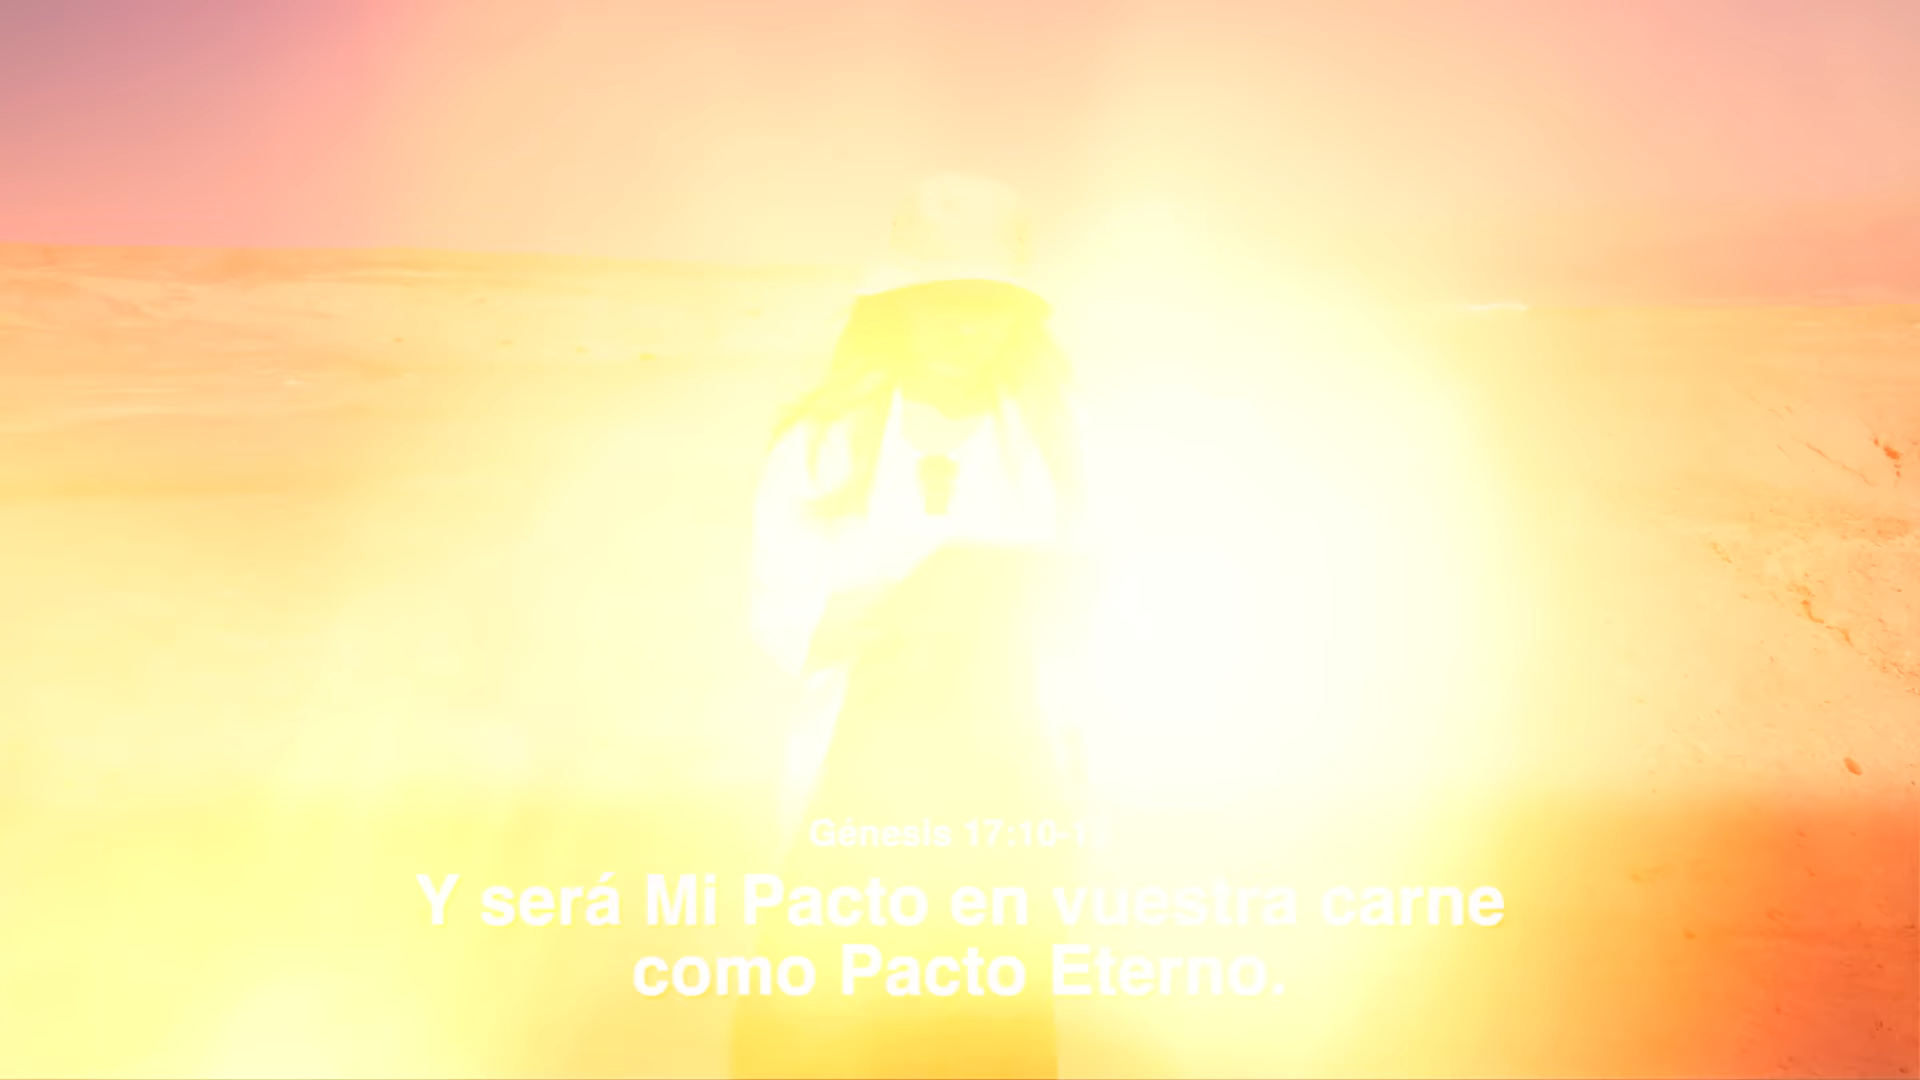 Génesis 17:10-1
Y será Mi Pacto en vuestra carne
como Pacto Eterno.